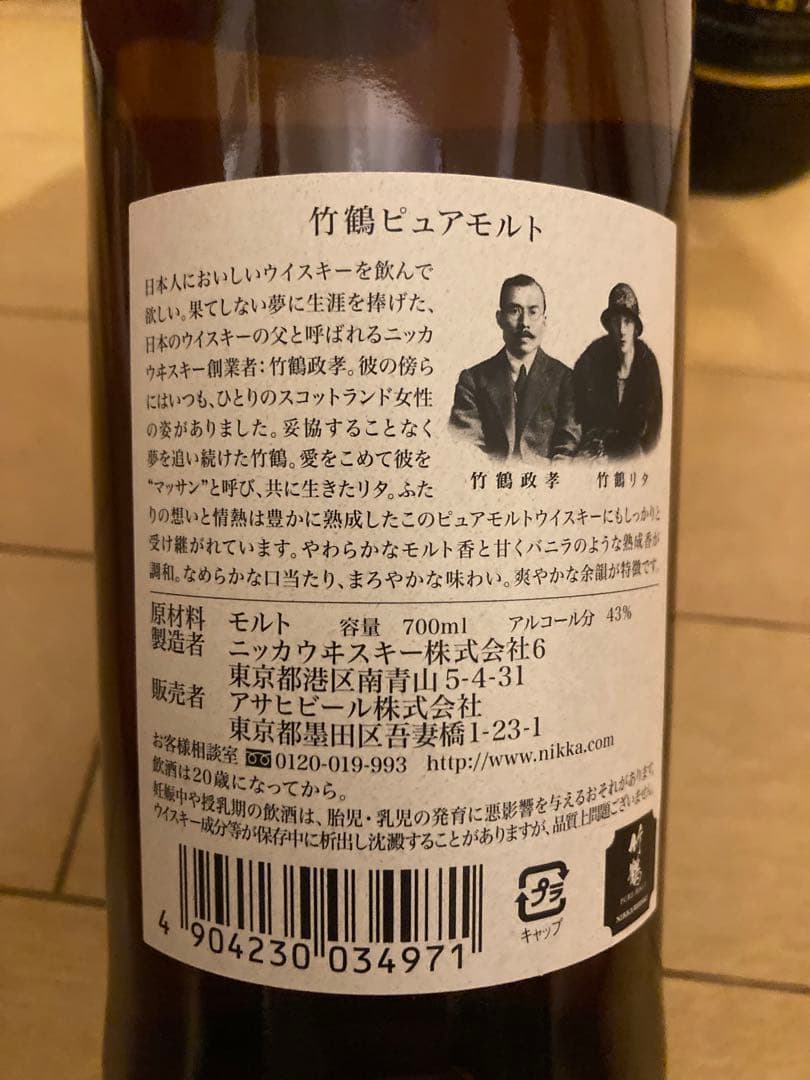 竹鶴ピュアモルト
日本人においしいウイスキーを飲んで
欲しい。果てしない夢に生涯を捧げた、
日本のウイスキーの父と呼ばれるニッカ
ウヰスキー創業者：竹鶴政孝。彼の傍ら
にはいつも、ひとりのスコットランド女性
の姿がありました。妥協することなく
夢を追い続けた竹鶴。愛をこめて彼を
“マッサン”と呼び、共に生きたリタ。ふた
りの想いと情熱は豊かに熟成したこのピュアモルトウイスキーにもしっかりと
受け継がれています。やわらかなモルト香と甘くバニラのような熟成香が
調和。なめらかな口当たり、まろやかな味わい。爽やかな余韻が特徴です。
竹鶴政孝 竹鶴リタ
原材料 モルト 容量 700ml アルコール分 43%
製造者 ニッカウヰスキー株式会社6
東京都港区南青山5-4-31
販売者 アサヒビール株式会社
東京都墨田区吾妻橋1-23-1
お客様相談室 0120-019-993 http://www.nikka.com
飲酒は20歳になってから。
妊娠中や授乳期の飲酒は、胎児・乳児の発育に悪影響を与えるおそれがあります。
ウイスキー成分等が保存中に析出し沈澱することがありますが、品質上問題ございません。
4 904230 034971
プラ
キャップ
竹鶴